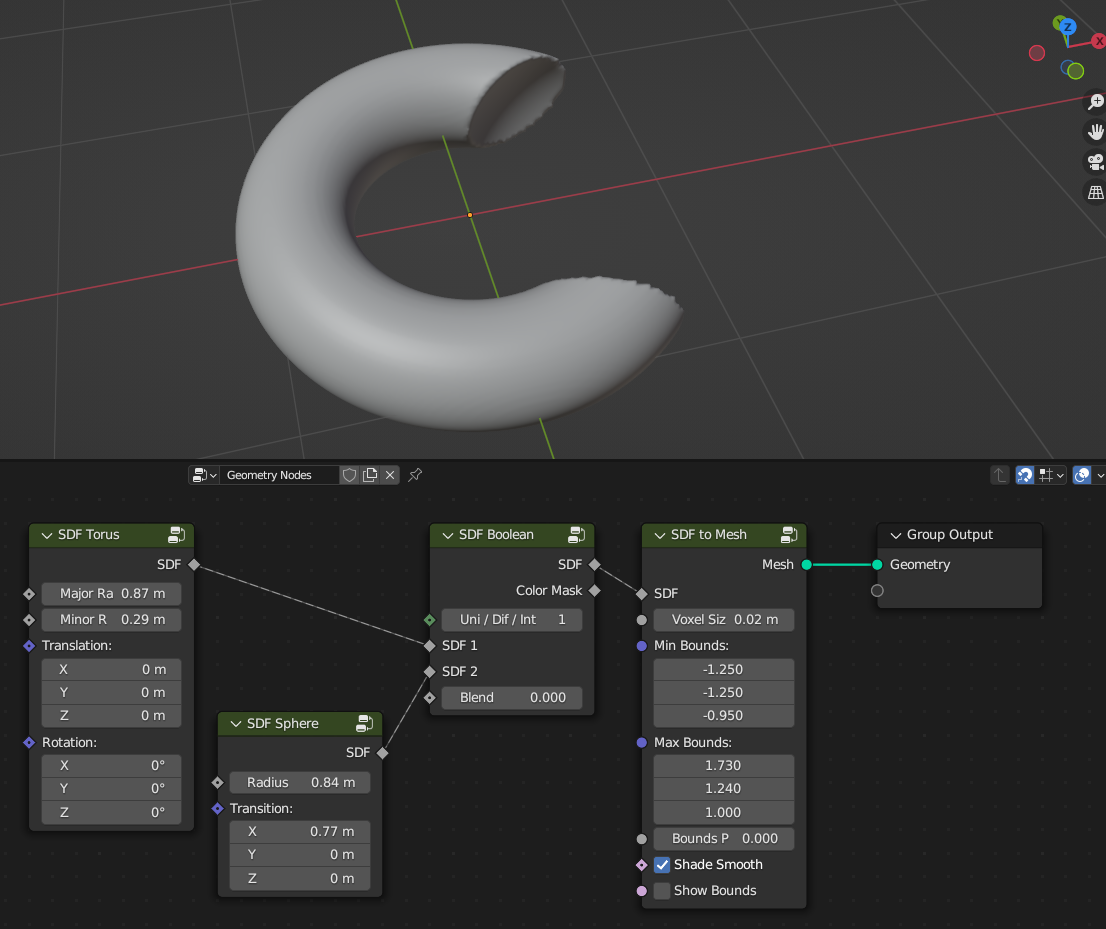 Y
Z
X
Geometry Nodes
SDF Torus
SDF
Major Ra 0.87 m
Minor R 0.29 m
Translation:
X 0 m
Y 0 m
Z 0 m
Rotation:
X 0°
Y 0°
Z 0°
SDF Sphere
SDF
Radius 0.84 m
Transition:
X 0.77 m
Y 0 m
Z 0 m
SDF Boolean
SDF
Color Mask
Uni / Dif / Int 1
SDF 1
SDF 2
Blend 0.000
SDF to Mesh
Mesh
SDF
Voxel Siz 0.02 m
Min Bounds:
-1.250
-1.250
-0.950
Max Bounds:
1.730
1.240
1.000
Bounds P 0.000
Shade Smooth
Show Bounds
Group Output
Geometry